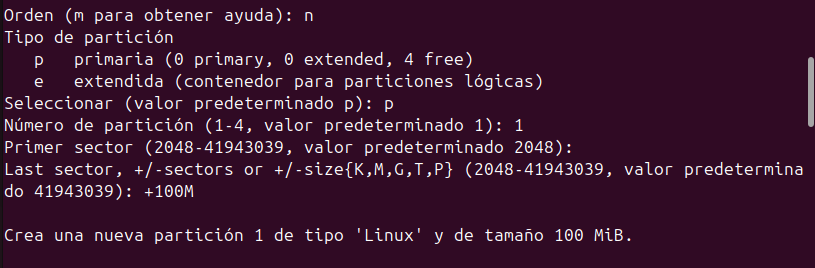 Orden (m para obtener ayuda): n
Tipo de partición
   p   primaria (0 primary, 0 extended, 4 free)
   e   extendida (contenedor para particiones lógicas)
Seleccionar (valor predeterminado p): p
Número de partición (1-4, valor predeterminado 1): 1
Primer sector (2048-41943039, valor predeterminado 2048):
Last sector, +/-sectors or +/-size{K,M,G,T,P} (2048-41943039, valor predetermina
do 41943039): +100M

Crea una nueva partición 1 de tipo 'Linux' y de tamaño 100 MiB.